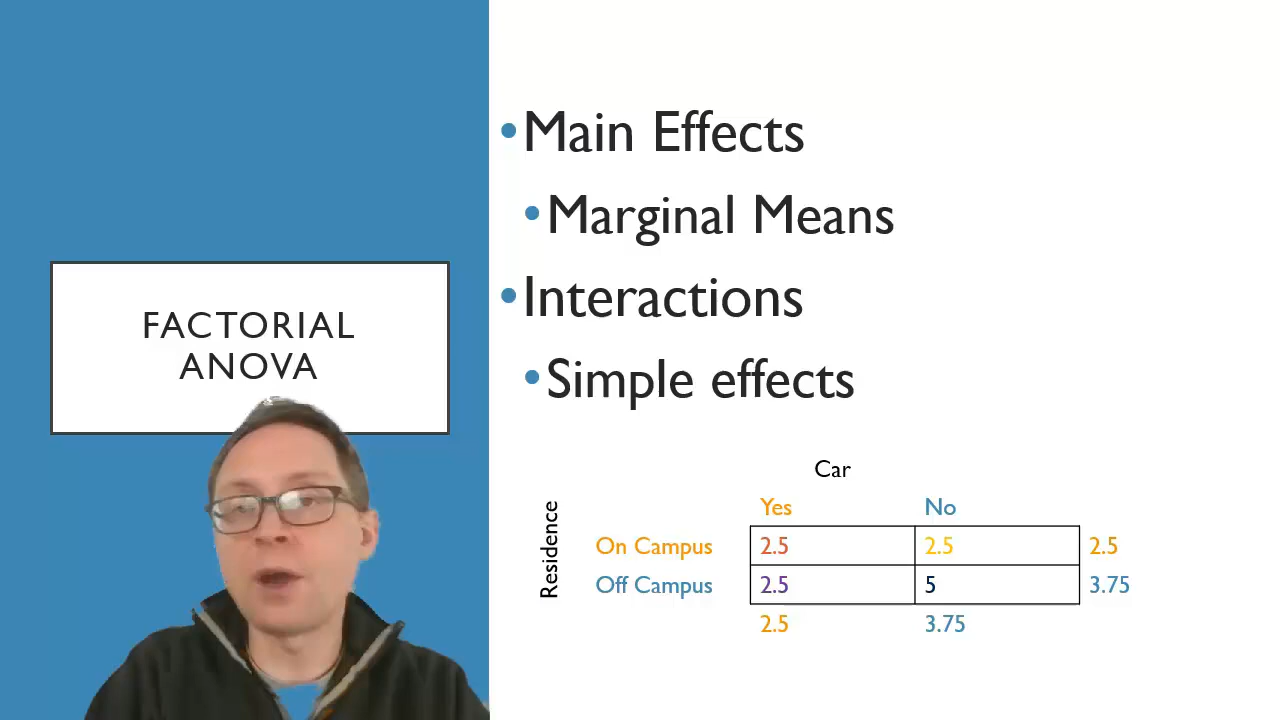 FACTORIAL
ANOVA
•Main Effects
•Marginal Means
•Interactions
•Simple effects
Car
Yes No
Residence
On Campus 2.5 2.5 2.5
Off Campus 2.5 5 3.75
2.5 3.75